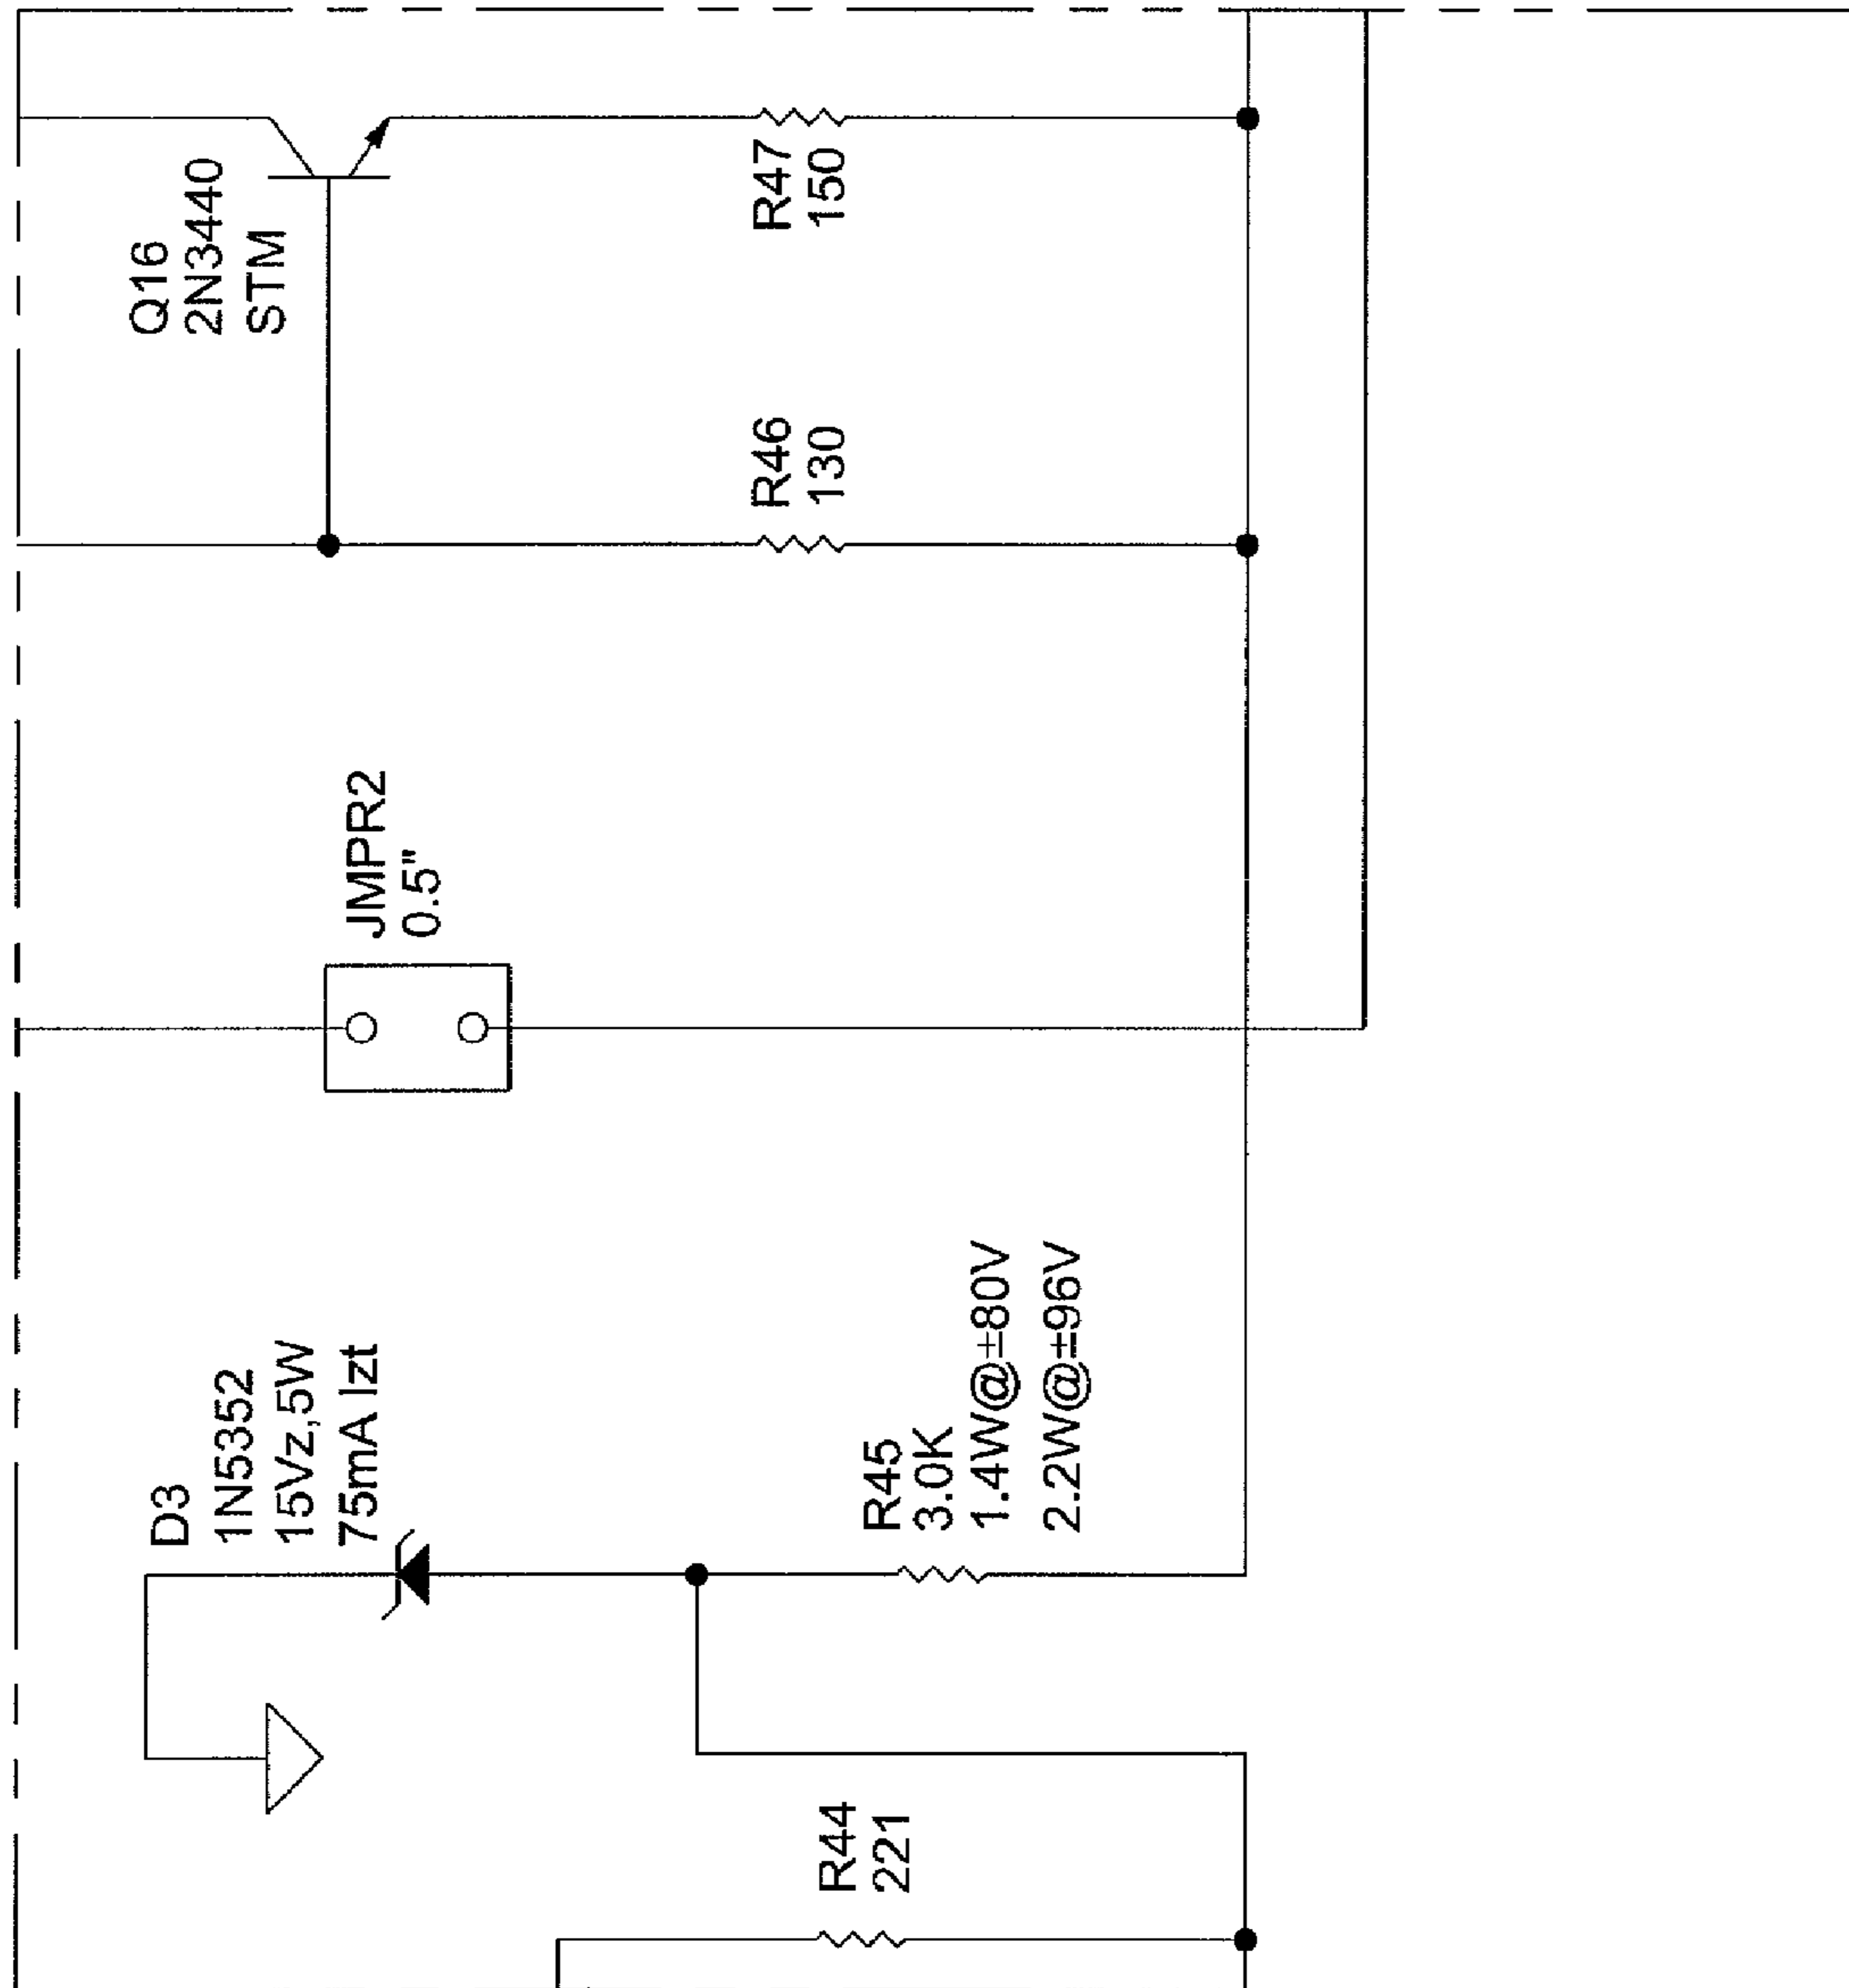 Q16
2N3440
STM
R47
150
R46
130
JMPR2
0.5"
D3
1N5352
15Vz,5W
75mA Izt
R45
3.0K
1.4W@±80V
2.2W@±96V
R44
221